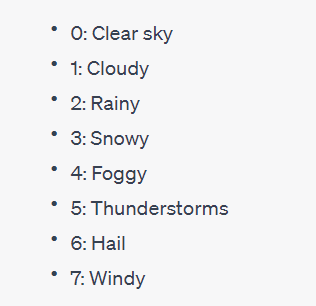 0: Clear sky
1: Cloudy
2: Rainy
3: Snowy
4: Foggy
5: Thunderstorms
6: Hail
7: Windy